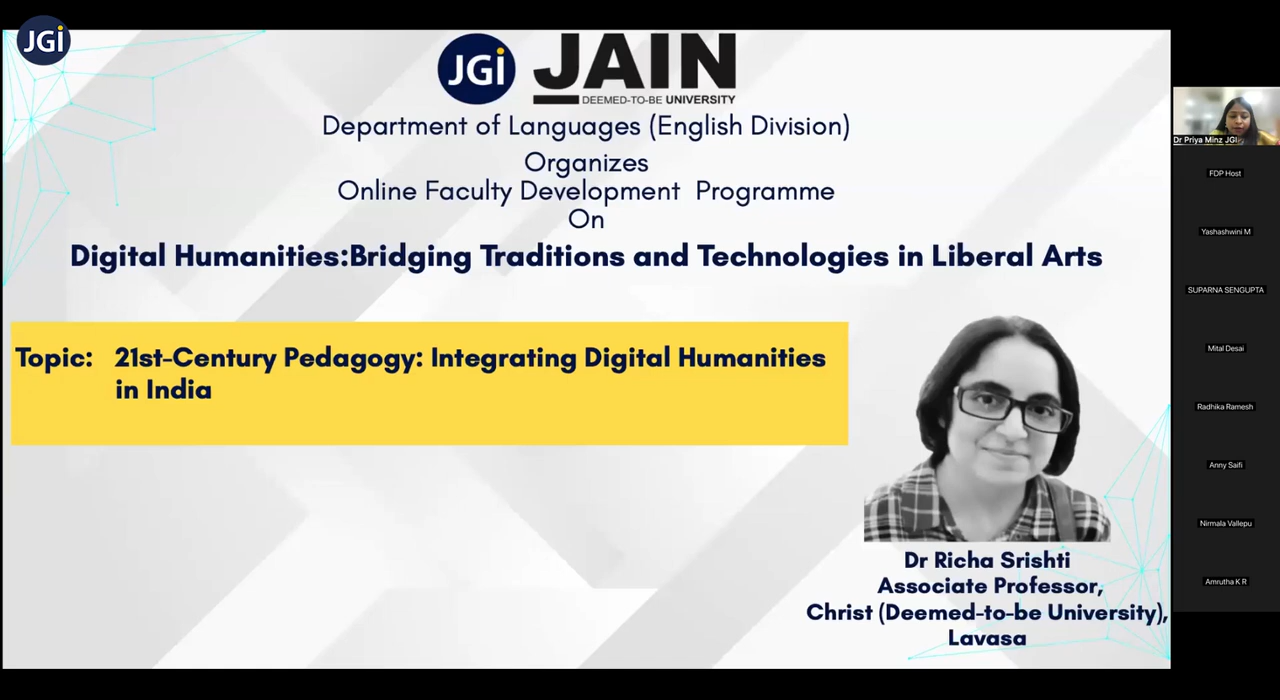 JGi
JGi JAIN
DEEMED-TO-BE UNIVERSITY
Department of Languages (English Division)
Organizes
Online Faculty Development Programme
On
Digital Humanities:Bridging Traditions and Technologies in Liberal Arts
Topic: 21st-Century Pedagogy: Integrating Digital Humanities
in India
Dr Richa Srishti
Associate Professor,
Christ (Deemed-to-be University),
Lavasa
Dr Priya Minz JGI
FDP Host
Yashashwini M
SUPARNA SENGUPTA
Mital Desai
Radhika Ramesh
Anny Saifi
Nirmala Vallepu
Amrutha K R